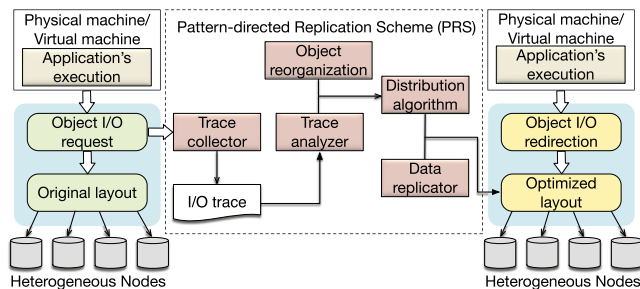 Physical machine/
Virtual machine
Application's
execution
Object I/O
request
Original layout
Heterogeneous Nodes
Pattern-directed Replication Scheme (PRS)
Object
reorganization
Distribution
algorithm
Trace
collector
Trace
analyzer
Data
replicator
I/O trace
Physical machine/
Virtual machine
Application's
execution
Object I/O
redirection
Optimized
layout
Heterogeneous Nodes